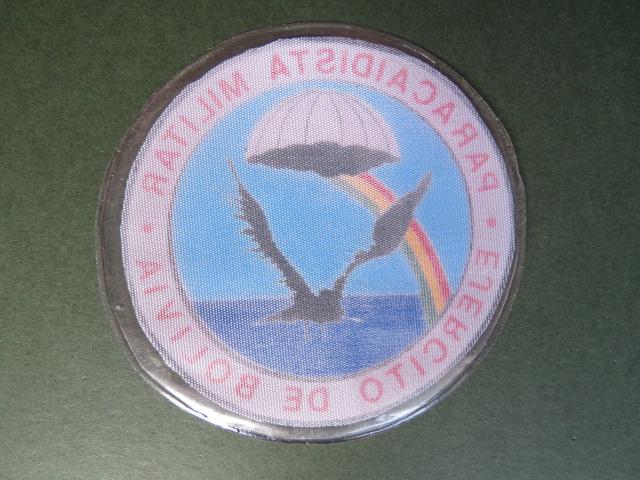 PARACAIDISTA MILITAR
• EJERCITO DE BOLIVIA •